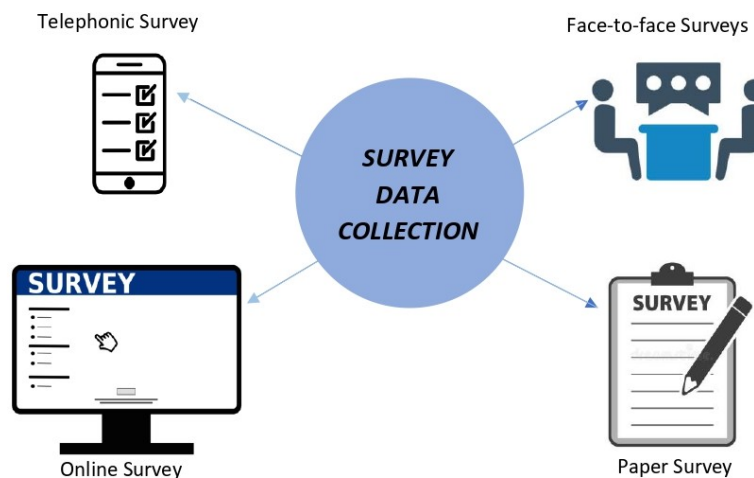 Telephonic Survey
Face-to-face Surveys
SURVEY
DATA
COLLECTION
SURVEY
SURVEY
Online Survey
Paper Survey